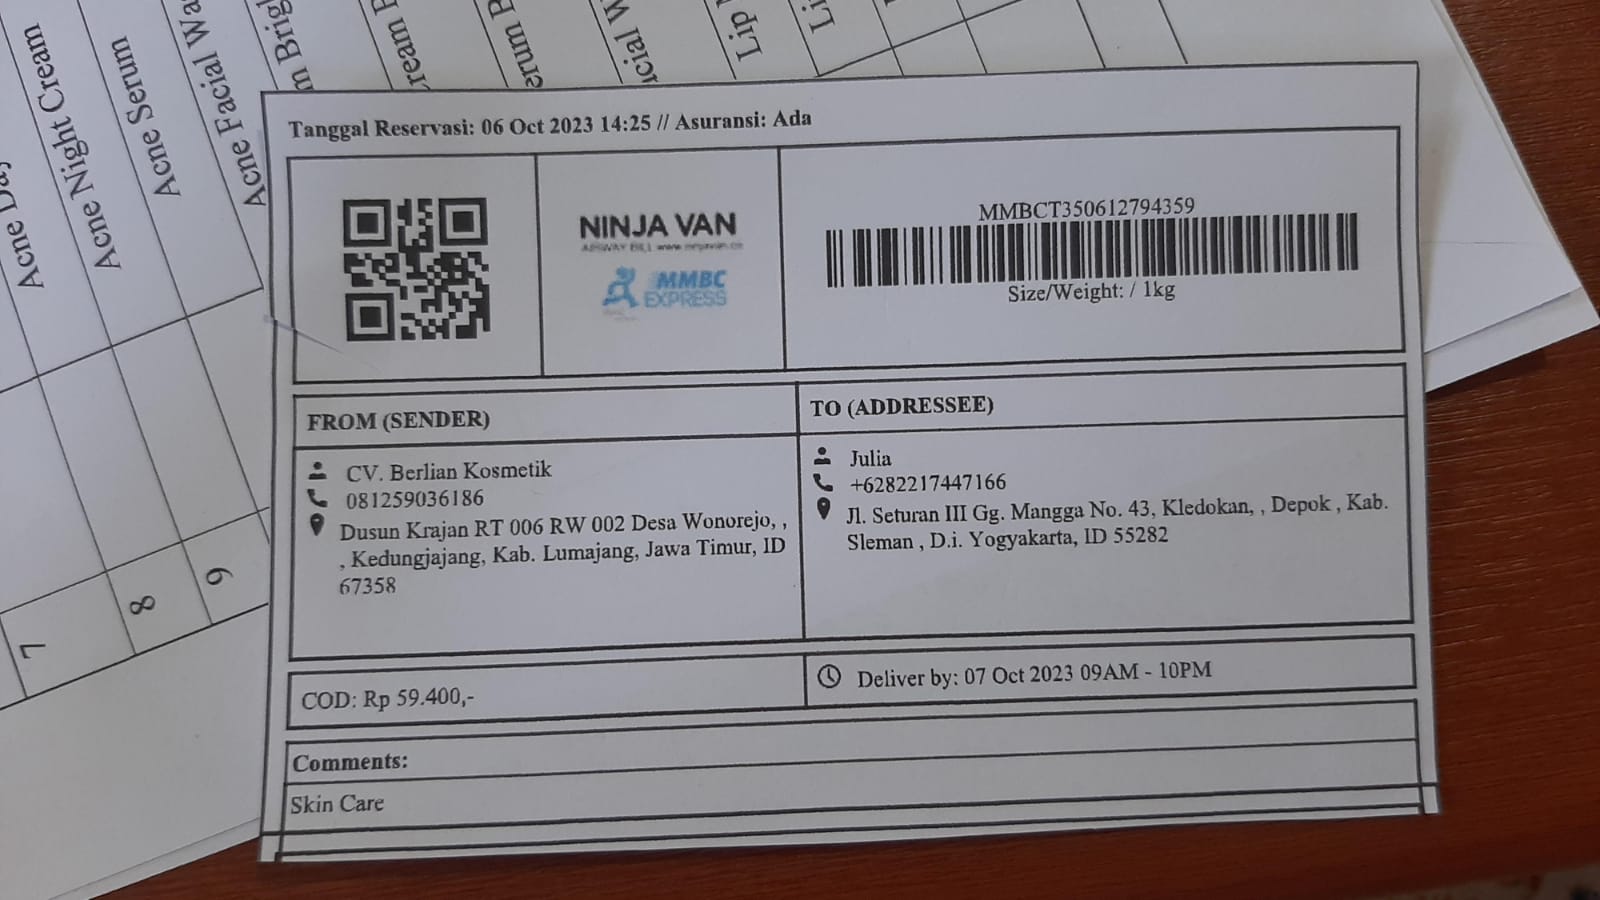 Acne Night Cream
Acne Serum
Acne Facial
Lip
7
8
9
Tanggal Reservasi: 06 Oct 2023 14:25 // Asuransi: Ada
NINJA VAN
MMBC
EXPRESS
MMBCT350612794359
Size/Weight: / 1kg
FROM (SENDER)
CV. Berlian Kosmetik
081259036186
Dusun Krajan RT 006 RW 002 Desa Wonorejo, ,
, Kedungjajang, Kab. Lumajang, Jawa Timur, ID
67358
TO (ADDRESSEE)
Julia
+6282217447166
Jl. Seturan III Gg. Mangga No. 43, Kledokan, , Depok , Kab.
Sleman , D.i. Yogyakarta, ID 55282
COD: Rp 59.400,-
Deliver by: 07 Oct 2023 09AM - 10PM
Comments:
Skin Care